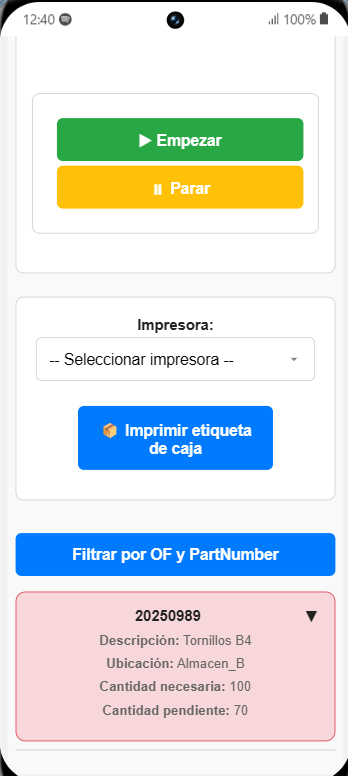 12:40
100%
Empezar
Parar
Impresora:
-- Seleccionar impresora --
Imprimir etiqueta
de caja
Filtrar por OF y PartNumber
20250989
Descripción: Tornillos B4
Ubicación: Almacen_B
Cantidad necesaria: 100
Cantidad pendiente: 70